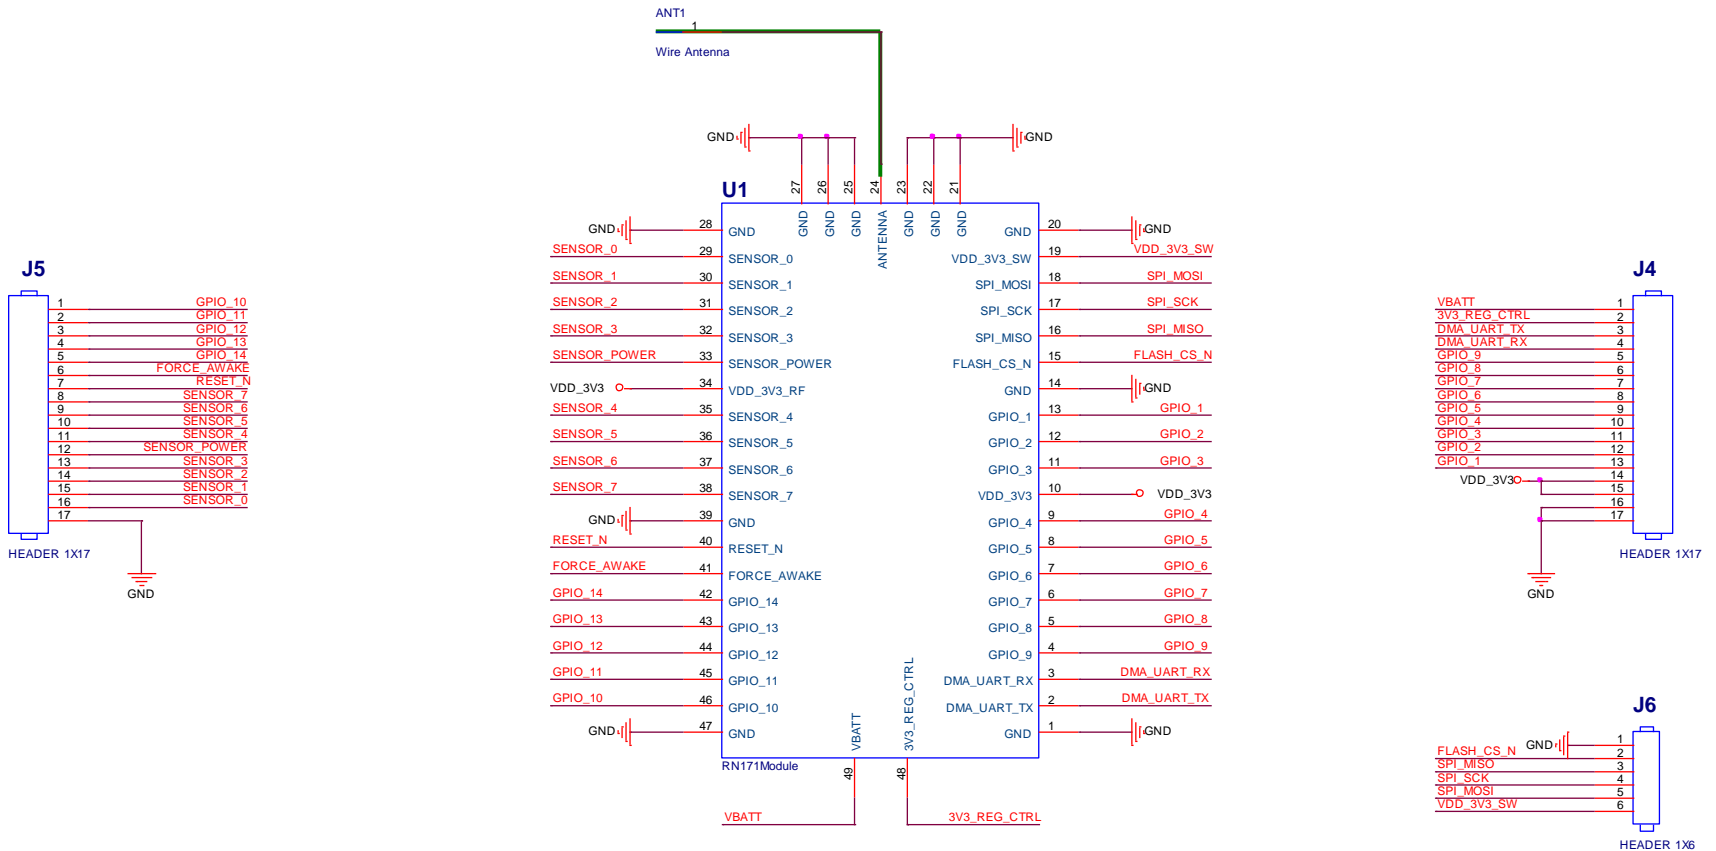 ANT1
1
Wire Antenna
GND
GND
27
26
25
24
23
22
21
U1
GND
GND
GND
ANTENNA
GND
GND
GND
GND
28
GND
SENSOR_0
29
SENSOR_0
SENSOR_1
30
SENSOR_1
SENSOR_2
31
SENSOR_2
SENSOR_3
32
SENSOR_3
SENSOR_POWER
33
SENSOR_POWER
VDD_3V3
34
VDD_3V3_RF
SENSOR_4
35
SENSOR_4
SENSOR_5
36
SENSOR_5
SENSOR_6
37
SENSOR_6
SENSOR_7
38
SENSOR_7
GND
39
GND
RESET_N
40
RESET_N
FORCE_AWAKE
41
FORCE_AWAKE
GPIO_14
42
GPIO_14
GPIO_13
43
GPIO_13
GPIO_12
44
GPIO_12
GPIO_11
45
GPIO_11
GPIO_10
46
GPIO_10
GND
47
GND
GND
20
GND
VDD_3V3_SW
19
VDD_3V3_SW
SPI_MOSI
18
SPI_MOSI
SPI_SCK
17
SPI_SCK
SPI_MISO
16
SPI_MISO
FLASH_CS_N
15
FLASH_CS_N
GND
14
GND
GPIO_1
13
GPIO_1
GPIO_2
12
GPIO_2
GPIO_3
11
GPIO_3
VDD_3V3
10
VDD_3V3
GPIO_4
9
GPIO_4
GPIO_5
8
GPIO_5
GPIO_6
7
GPIO_6
GPIO_7
6
GPIO_7
GPIO_8
5
GPIO_8
GPIO_9
4
GPIO_9
DMA_UART_RX
3
DMA_UART_RX
DMA_UART_TX
2
DMA_UART_TX
GND
1
GND
VBATT
3V3_REG_CTRL
RN171Module
49
48
VBATT
3V3_REG_CTRL
J5
1 GPIO_10
2 GPIO_11
3 GPIO_12
4 GPIO_13
5 GPIO_14
6 FORCE_AWAKE
7 RESET_N
8 SENSOR_7
9 SENSOR_6
10 SENSOR_5
11 SENSOR_4
12 SENSOR_POWER
13 SENSOR_3
14 SENSOR_2
15 SENSOR_1
16 SENSOR_0
17
HEADER 1X17
GND
J4
VBATT 1
3V3_REG_CTRL 2
DMA_UART_TX 3
DMA_UART_RX 4
GPIO_9 5
GPIO_8 6
GPIO_7 7
GPIO_6 8
GPIO_5 9
GPIO_4 10
GPIO_3 11
GPIO_2 12
GPIO_1 13
VDD_3V3 14
15
16
17
HEADER 1X17
GND
J6
GND 1
FLASH_CS_N 2
SPI_MISO 3
SPI_SCK 4
SPI_MOSI 5
VDD_3V3_SW 6
HEADER 1X6